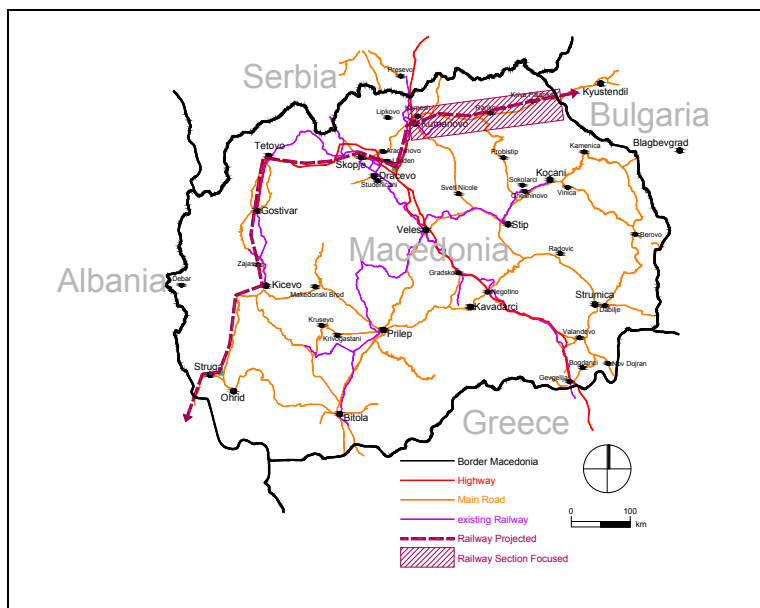 Serbia
Presevo
Kyustendil
Bulgaria
Lipkovo
Kumanovo
Blagbevgrad
Tetovo
Aracinovo
Skopje
Dracevo
Studenicani
Probistip
Kamenica
Sokolarci
Kocani
Vinica
Sveti Nicole
Gostivar
Stip
Veles
Macedonia
Berovo
Radovic
Zajas
Albania
Debar
Kicevo
Makedonski Brod
Gradsko
Negotino
Kavadarci
Strumica
Dabilje
Krusevo
Krivogastani
Prilep
Valandovo
Struga
Ohrid
Bogdanci
Nov Dojran
Gevgelija
Bitola
Greece
Border Macedonia
Highway
Main Road
existing Railway
Railway Projected
Railway Section Focused
0 100
km